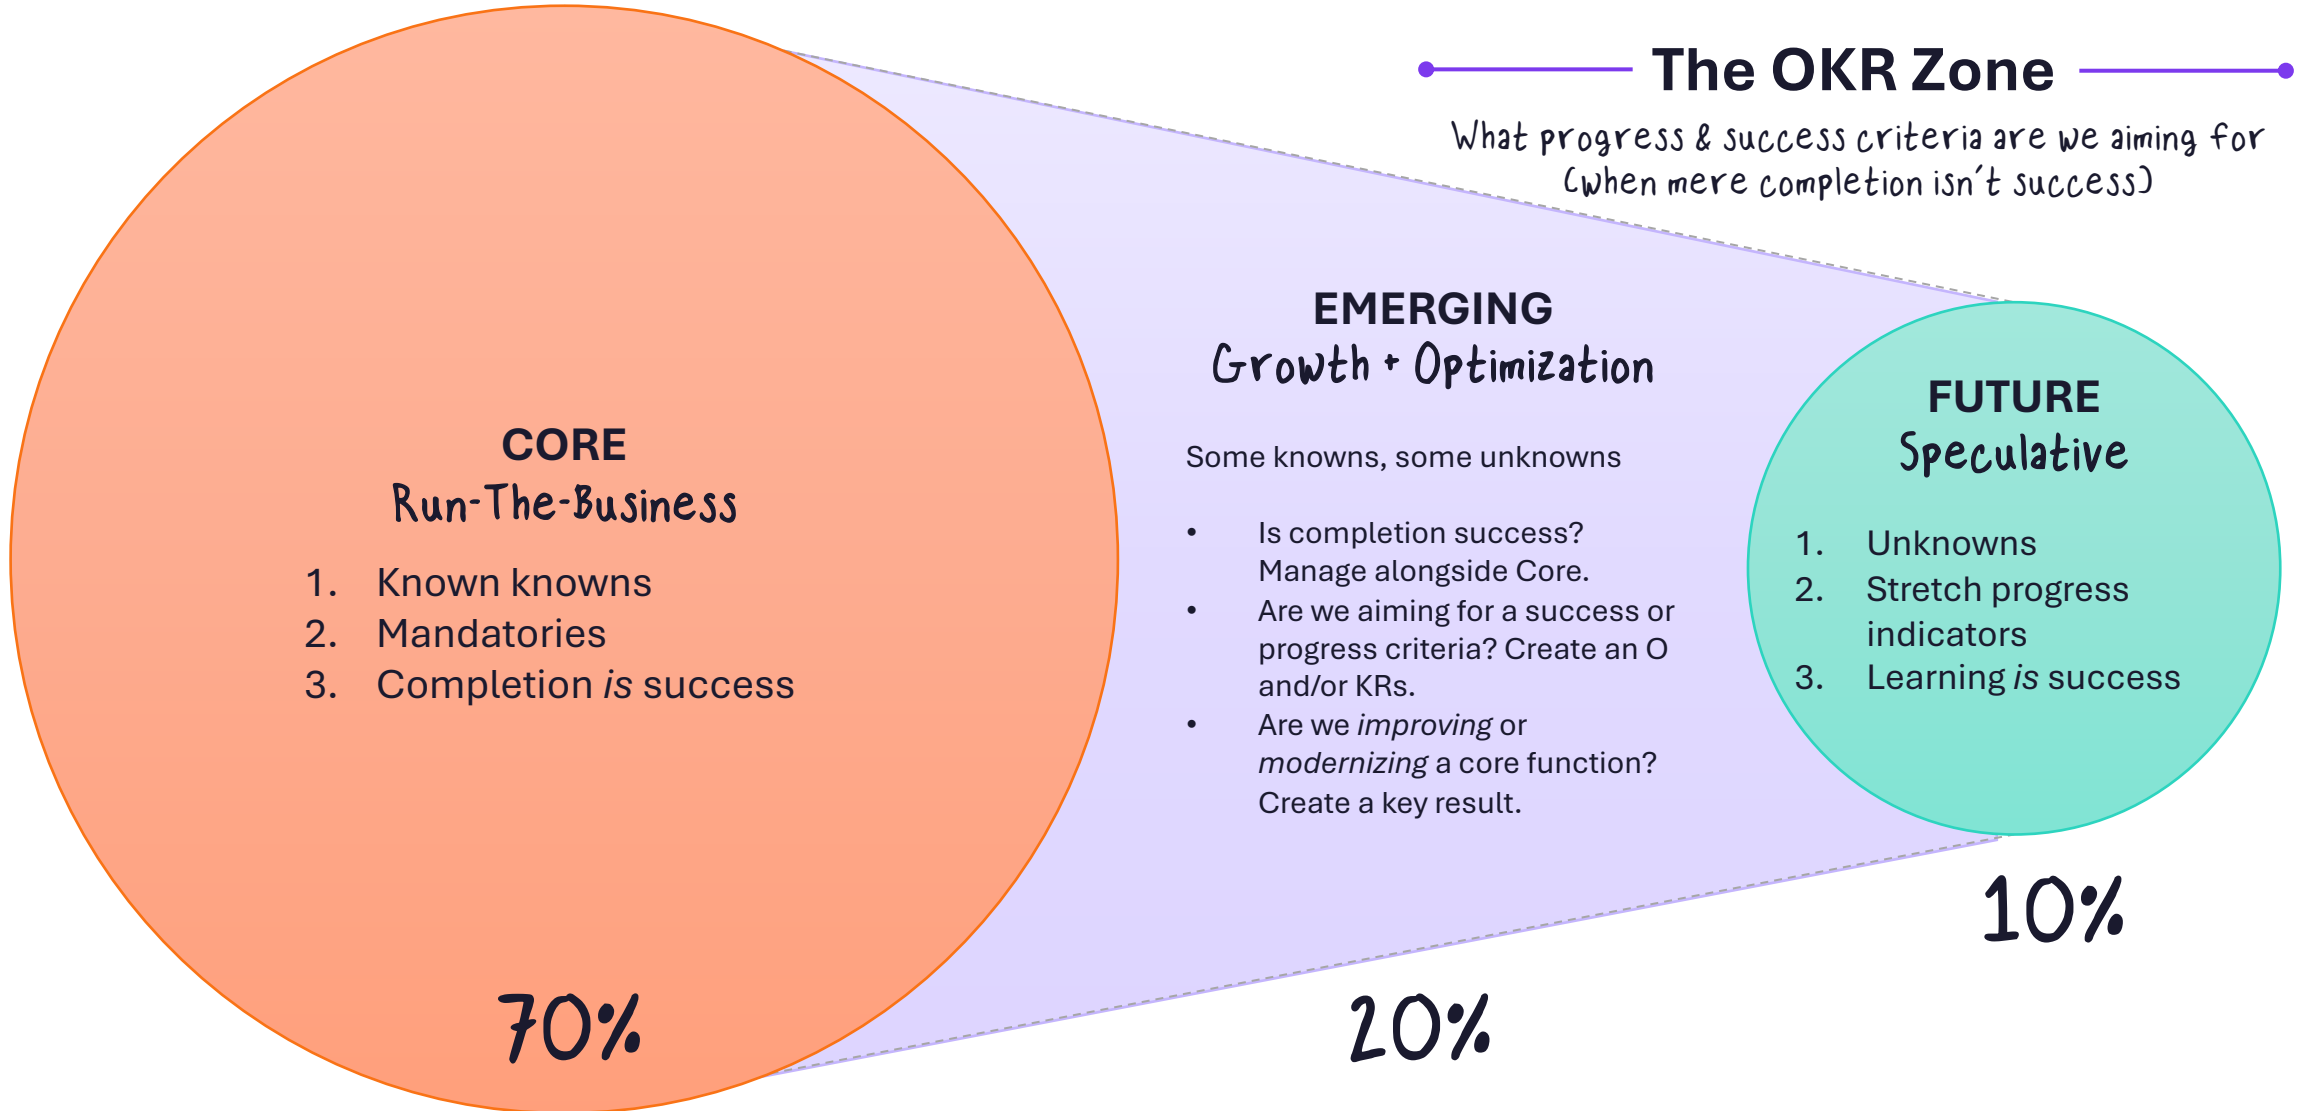 The OKR Zone
What progress & success criteria are we aiming for
(when mere completion isn't success)
CORE
Run-The-Business
1. Known knowns
2. Mandatories
3. Completion is success
70%
EMERGING
Growth + Optimization
Some knowns, some unknowns
• Is completion success?
Manage alongside Core.
• Are we aiming for a success or
progress criteria? Create an O
and/or KRs.
• Are we improving or
modernizing a core function?
Create a key result.
20%
FUTURE
Speculative
1. Unknowns
2. Stretch progress
indicators
3. Learning is success
10%